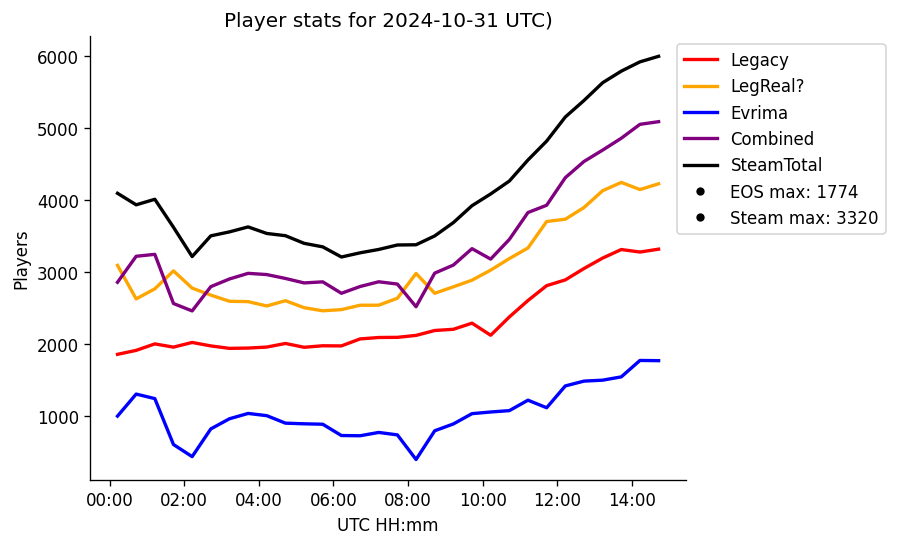 Player stats for 2024-10-31 UTC)
Players
6000
5000
4000
3000
2000
1000
00:00 02:00 04:00 06:00 08:00 10:00 12:00 14:00
UTC HH:mm
Legacy
LegReal?
Evrima
Combined
SteamTotal
EOS max: 1774
Steam max: 3320